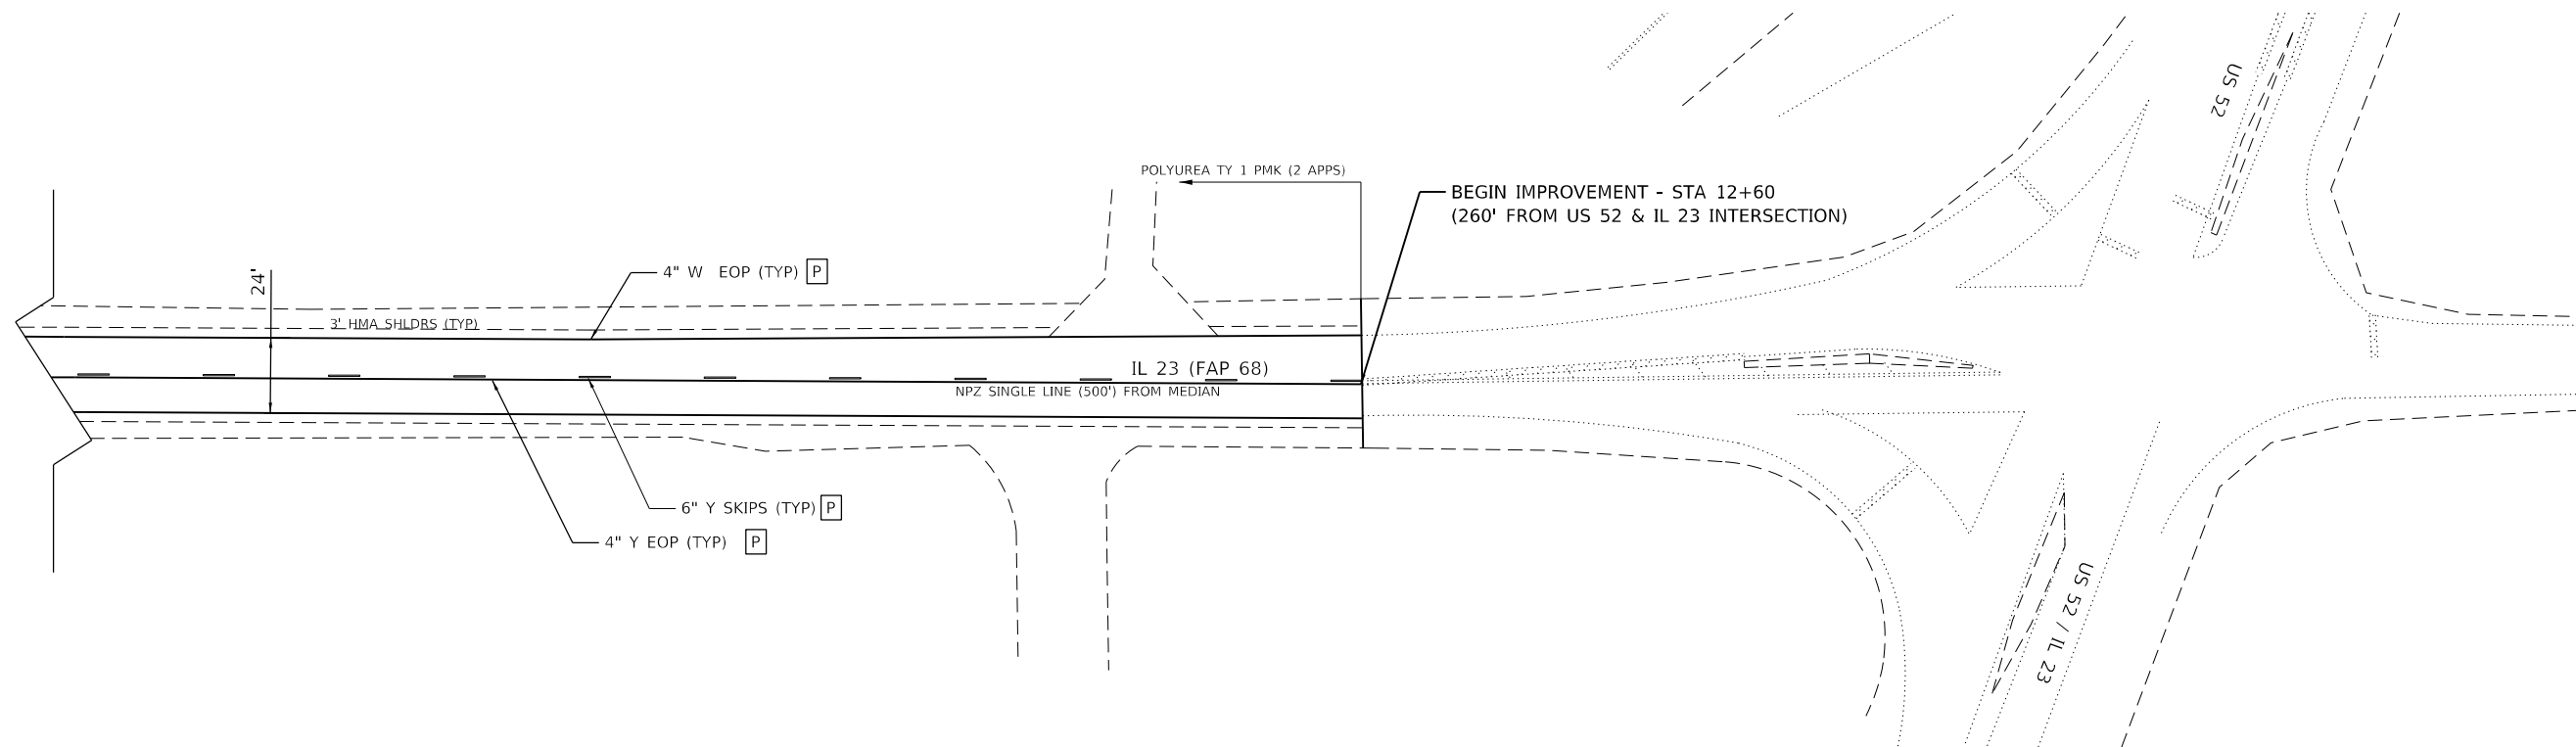 US 52
POLYUREA TY 1 PMK (2 APPS)
BEGIN IMPROVEMENT - STA 12+60
(260' FROM US 52 & IL 23 INTERSECTION)
4" W EOP (TYP) P
24'
3' HMA SHLDRS (TYP)
IL 23 (FAP 68)
NPZ SINGLE LINE (500') FROM MEDIAN
6" Y SKIPS (TYP) P
4" Y EOP (TYP) P
US 52 / IL 23